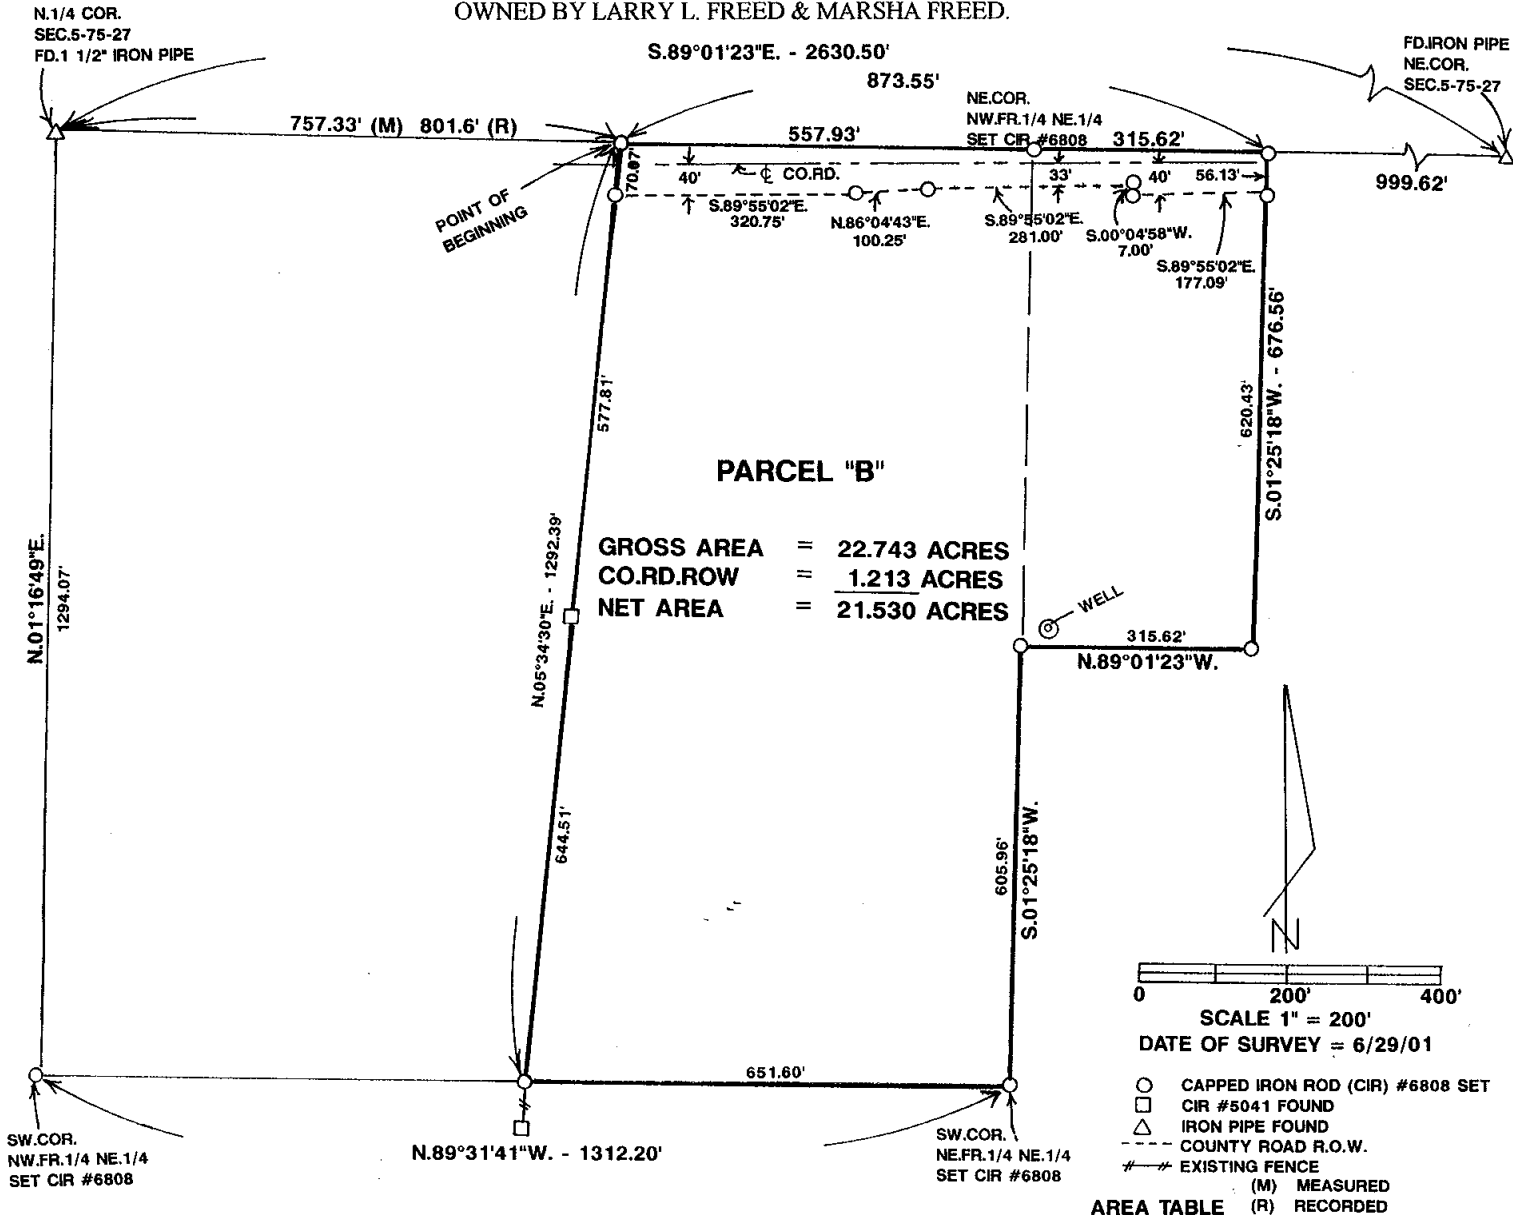 OWNED BY LARRY L. FREED & MARSHA FREED.
N.1/4 COR.
SEC.5-75-27
FD.1 1/2" IRON PIPE
S.89°01'23"E. - 2630.50'
873.55'
FD.IRON PIPE
NE.COR.
SEC.5-75-27
757.33' (M) 801.6' (R)
557.93'
NE.COR.
NW.FR.1/4 NE.1/4
SET CIR #6808
315.62'
999.62'
POINT OF
BEGINNING
70.07'
40'
℄ CO.RD.
33'
40'
56.13'
S.89°55'02"E.
320.75'
N.86°04'43"E.
100.25'
S.89°55'02"E.
281.00'
S.00°04'58"W.
7.00'
S.89°55'02"E.
177.09'
577.81'
620.43'
S.01°25'18"W. - 676.56'
PARCEL "B"
GROSS AREA = 22.743 ACRES
CO.RD.ROW = 1.213 ACRES
NET AREA = 21.530 ACRES
N.01°16'49"E.
1294.07'
N.05°34'30"E. - 1292.39'
WELL
315.62'
N.89°01'23"W.
644.51'
605.96'
S.01°25'18"W.
N
0 200' 400'
SCALE 1" = 200'
DATE OF SURVEY = 6/29/01
651.60'
CAPPED IRON ROD (CIR) #6808 SET
CIR #5041 FOUND
IRON PIPE FOUND
COUNTY ROAD R.O.W.
EXISTING FENCE
(M) MEASURED
(R) RECORDED
AREA TABLE
SW.COR.
NW.FR.1/4 NE.1/4
SET CIR #6808
N.89°31'41"W. - 1312.20'
SW.COR.
NE.FR.1/4 NE.1/4
SET CIR #6808